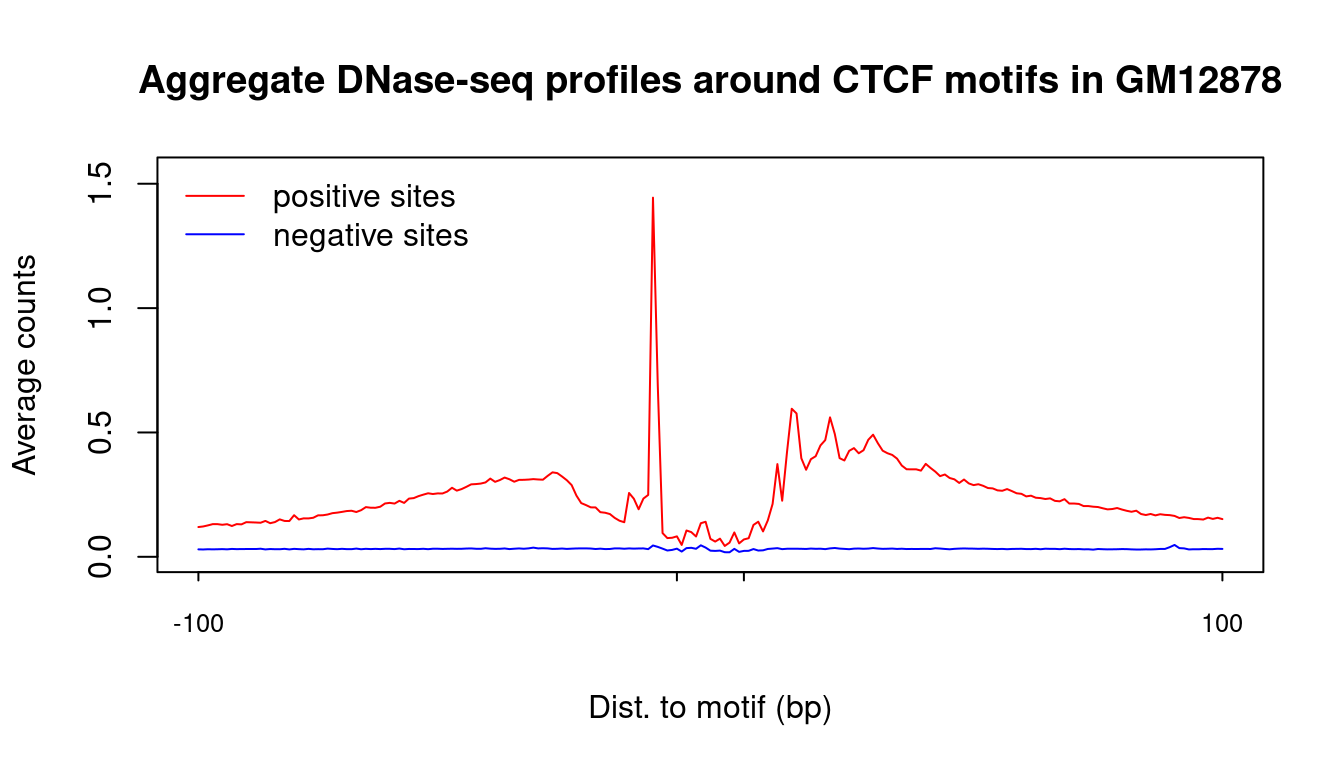 Aggregate DNase-seq profiles around CTCF motifs in GM12878
Average counts
1.5
1.0
0.5
0.0
positive sites
negative sites
-100
100
Dist. to motif (bp)